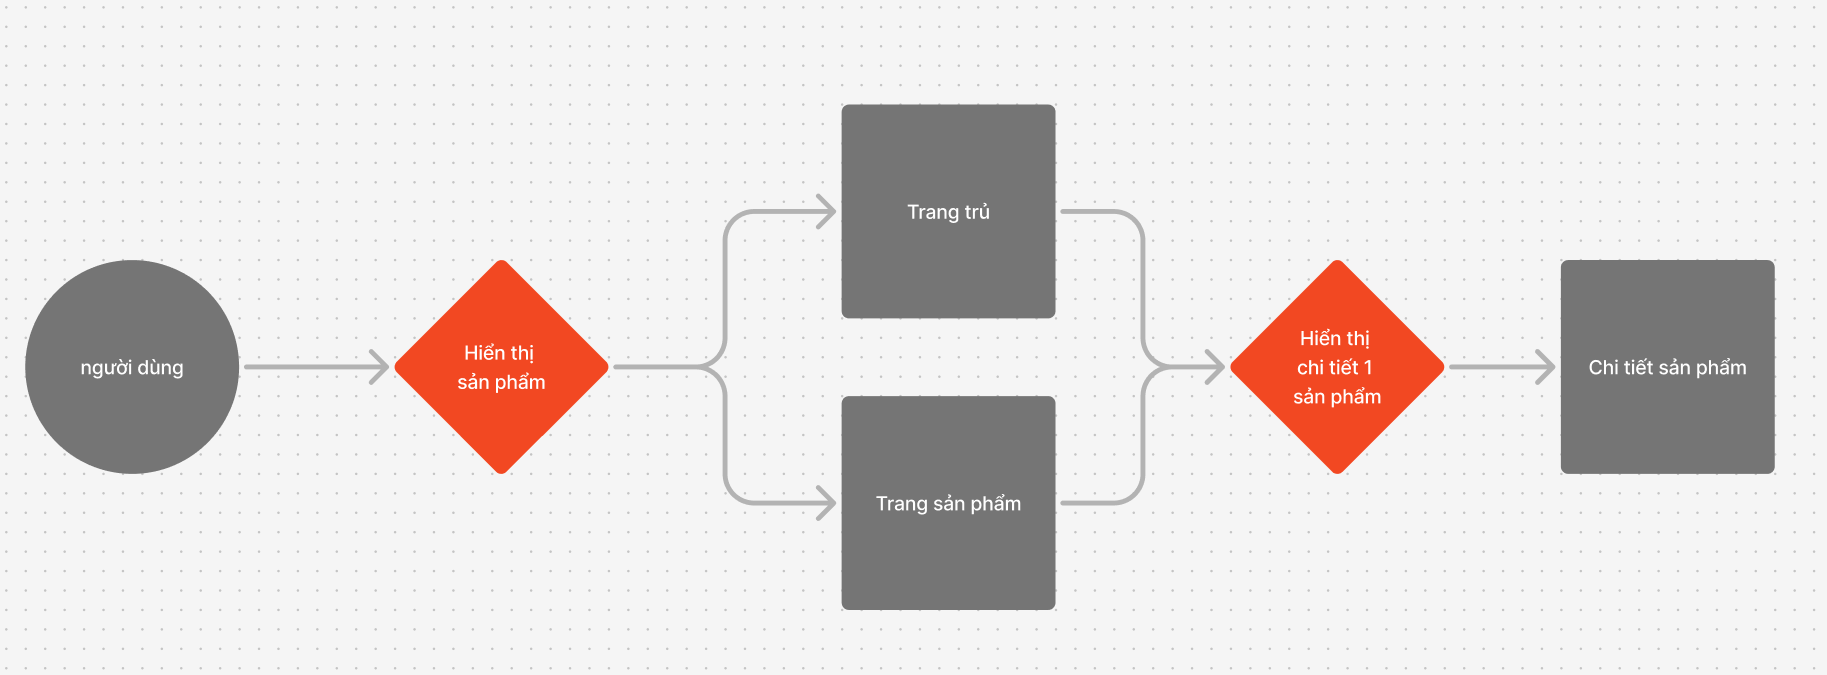 người dùng
Hiển thị
sản phẩm
Trang trủ
Trang sản phẩm
Hiển thị
chi tiết 1
sản phẩm
Chi tiết sản phẩm